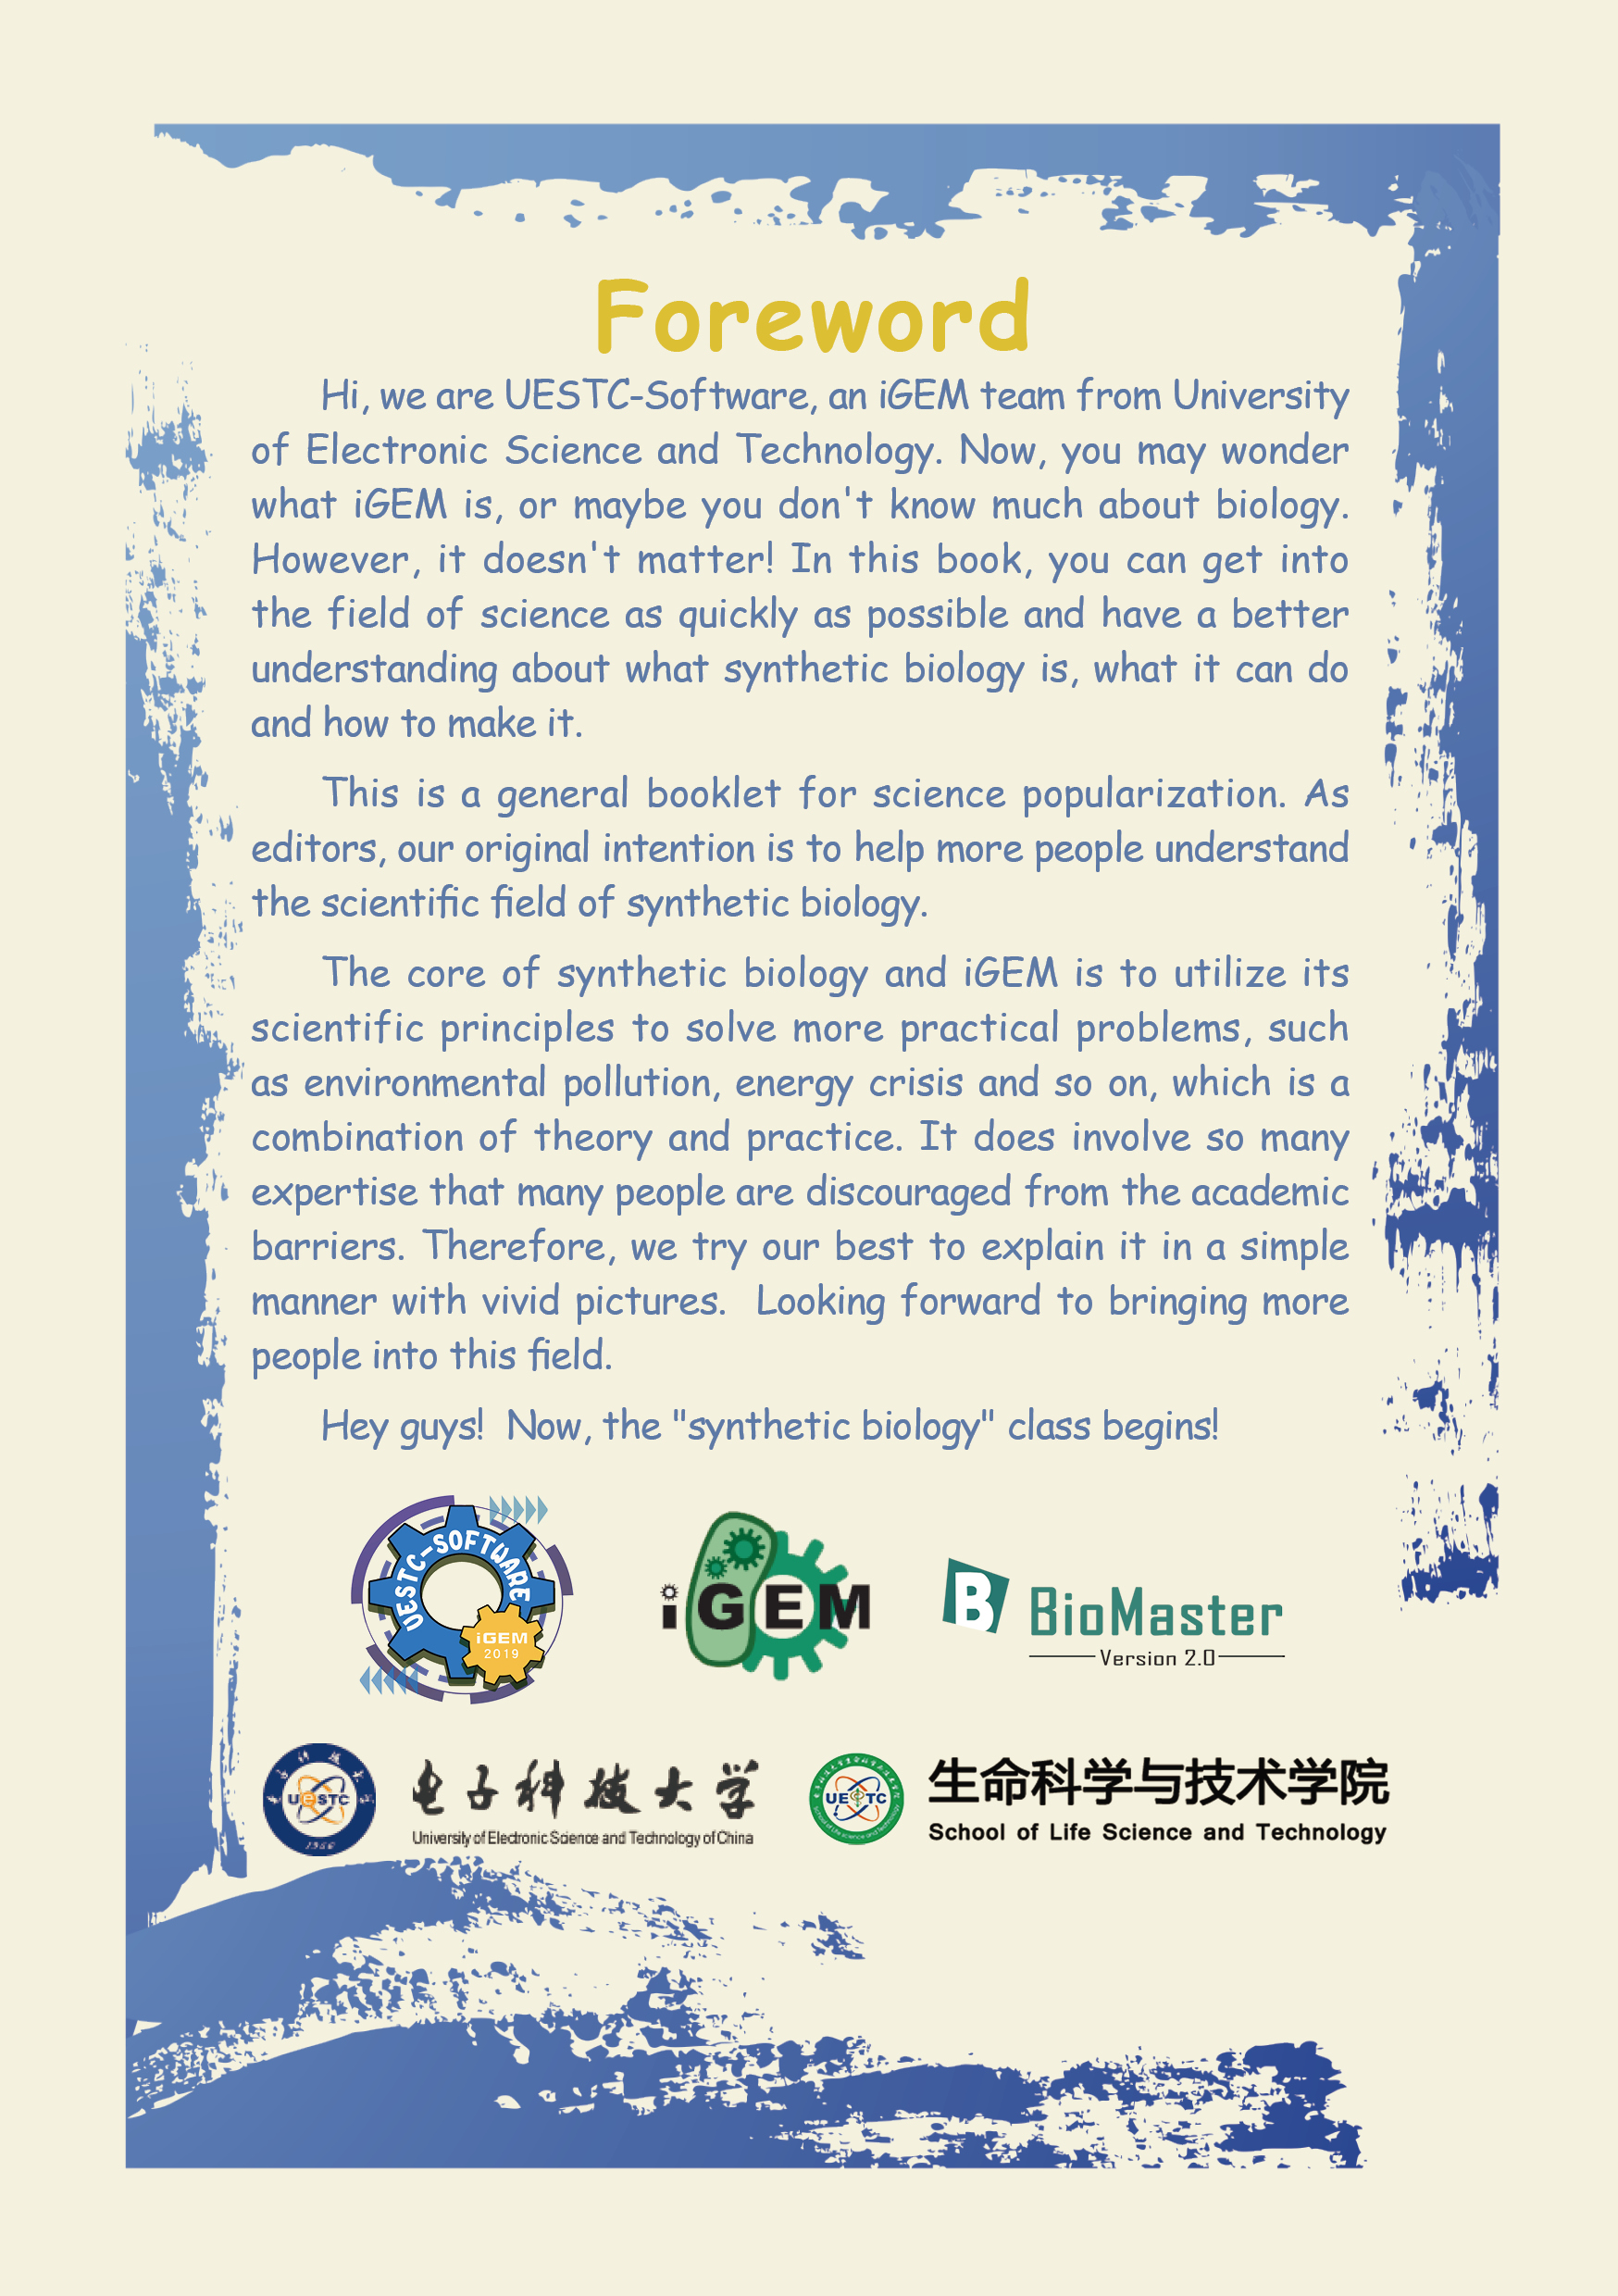 Foreword
Hi, we are UESTC-Software, an iGEM team from University
of Electronic Science and Technology. Now, you may wonder
what iGEM is, or maybe you don't know much about biology.
However, it doesn't matter! In this book, you can get into
the field of science as quickly as possible and have a better
understanding about what synthetic biology is, what it can do
and how to make it.
This is a general booklet for science popularization. As
editors, our original intention is to help more people understand
the scientific field of synthetic biology.
The core of synthetic biology and iGEM is to utilize its
scientific principles to solve more practical problems, such
as environmental pollution, energy crisis and so on, which is a
combination of theory and practice. It does involve so many
expertise that many people are discouraged from the academic
barriers. Therefore, we try our best to explain it in a simple
manner with vivid pictures.  Looking forward to bringing more
people into this field.
Hey guys!  Now, the "synthetic biology" class begins!
UESTC-SOFTWARE
iGEM
2019
iGEM
B BioMaster
Version 2.0
UESTC
1956
电子科技大学
University of Electronic Science and Technology of China
UESTC
School of Life Science and Technology
生命科学与技术学院
School of Life Science and Technology